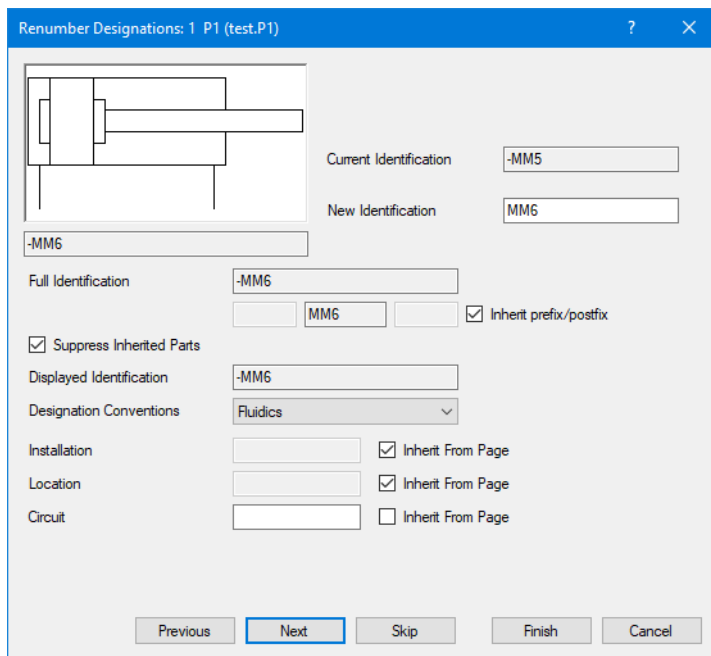 Renumber Designations: 1 P1 (test.P1) ?
Current Identification -MM5
New Identification MM6
-MM6
Full Identification -MM6
MM6 Inherit prefix/postfix
Suppress Inherited Parts
Displayed Identification -MM6
Designation Conventions Fluidics
Installation Inherit From Page
Location Inherit From Page
Circuit Inherit From Page
Previous Next Skip Finish Cancel